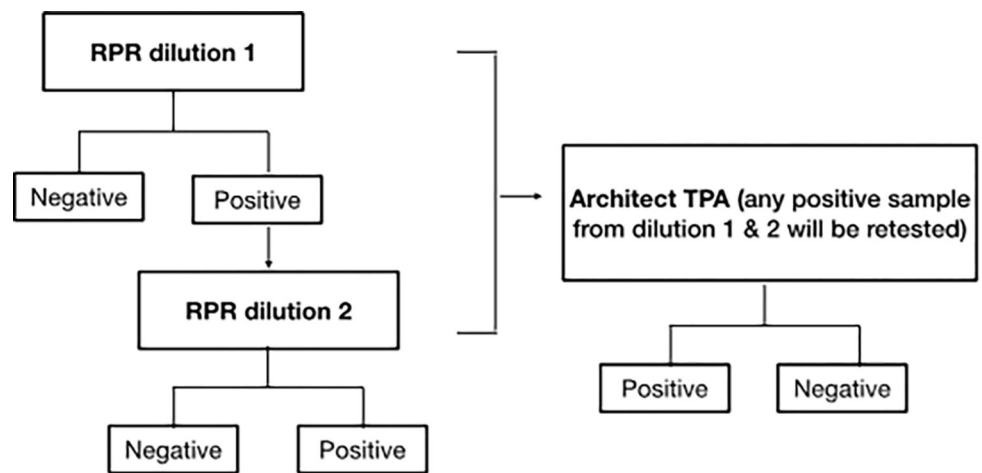 RPR dilution 1
Negative
Positive
RPR dilution 2
Negative
Positive
Architect TPA (any positive sample
from dilution 1 & 2 will be retested)
Positive
Negative